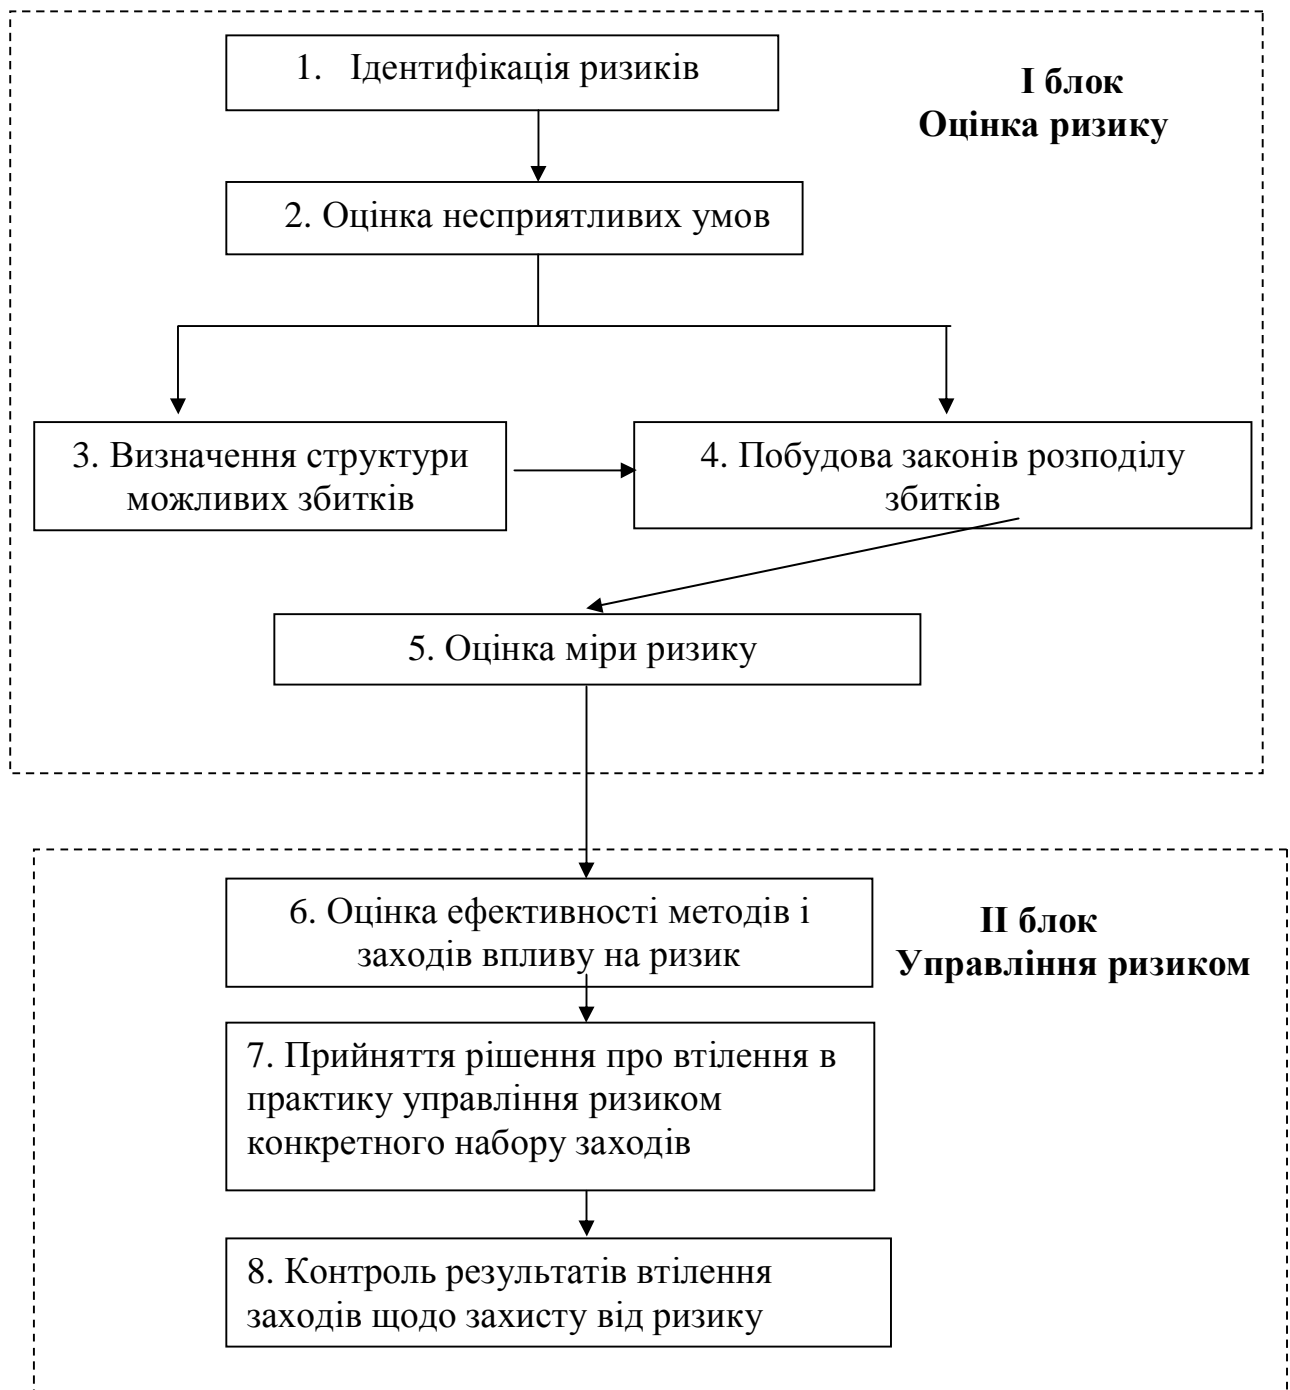 1. Ідентифікація ризиків
І блок
Оцінка ризику
2. Оцінка несприятливих умов
3. Визначення структури
можливих збитків
4. Побудова законів розподілу
збитків
5. Оцінка міри ризику
6. Оцінка ефективності методів і
заходів впливу на ризик
ІІ блок
Управління ризиком
7. Прийняття рішення про втілення в
практику управління ризиком
конкретного набору заходів
8. Контроль результатів втілення
заходів щодо захисту від ризику